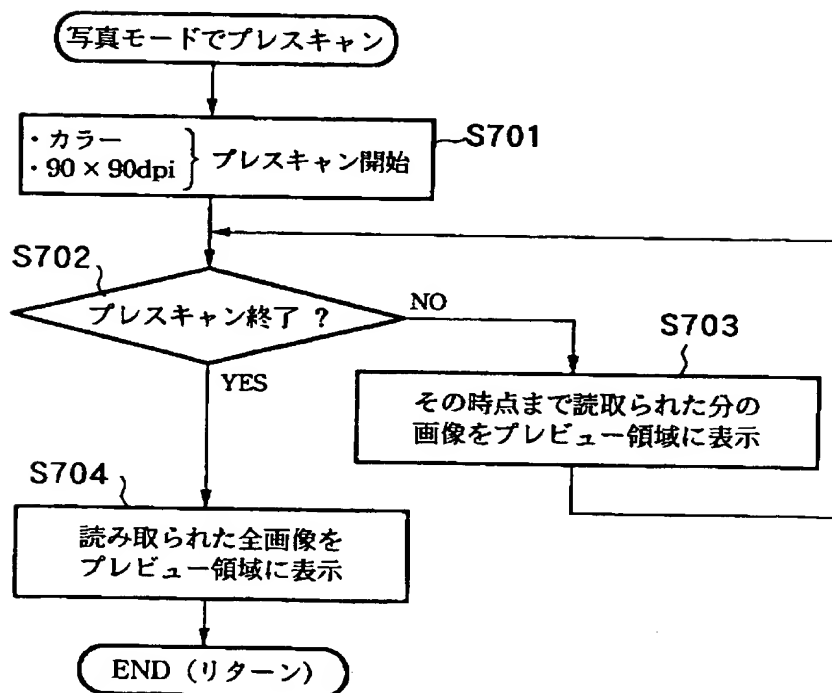 写真モードでプレスキャン
・カラー
・90×90dpi
プレスキャン開始
S701
S702
プレスキャン終了 ?
NO
YES
S703
その時点まで読取られた分の
画像をプレビュー領域に表示
S704
読み取られた全画像を
プレビュー領域に表示
END (リターン)